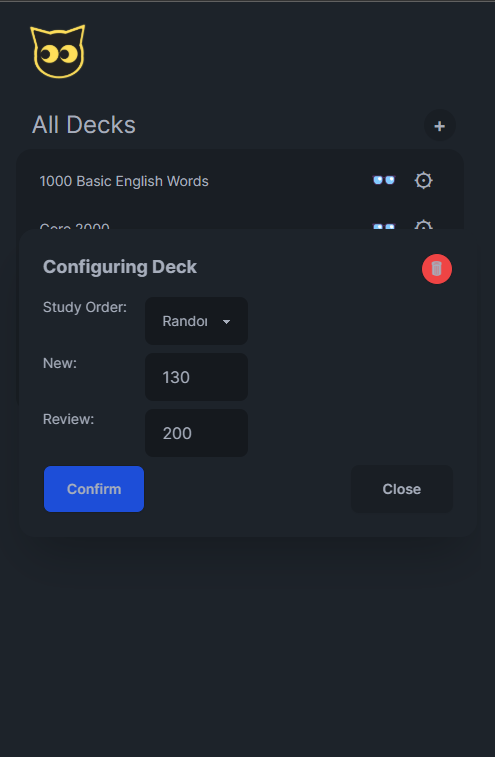 All Decks
+
1000 Basic English Words
Core 2000
Configuring Deck
Study Order:
Randoı
New:
130
Review:
200
Confirm
Close